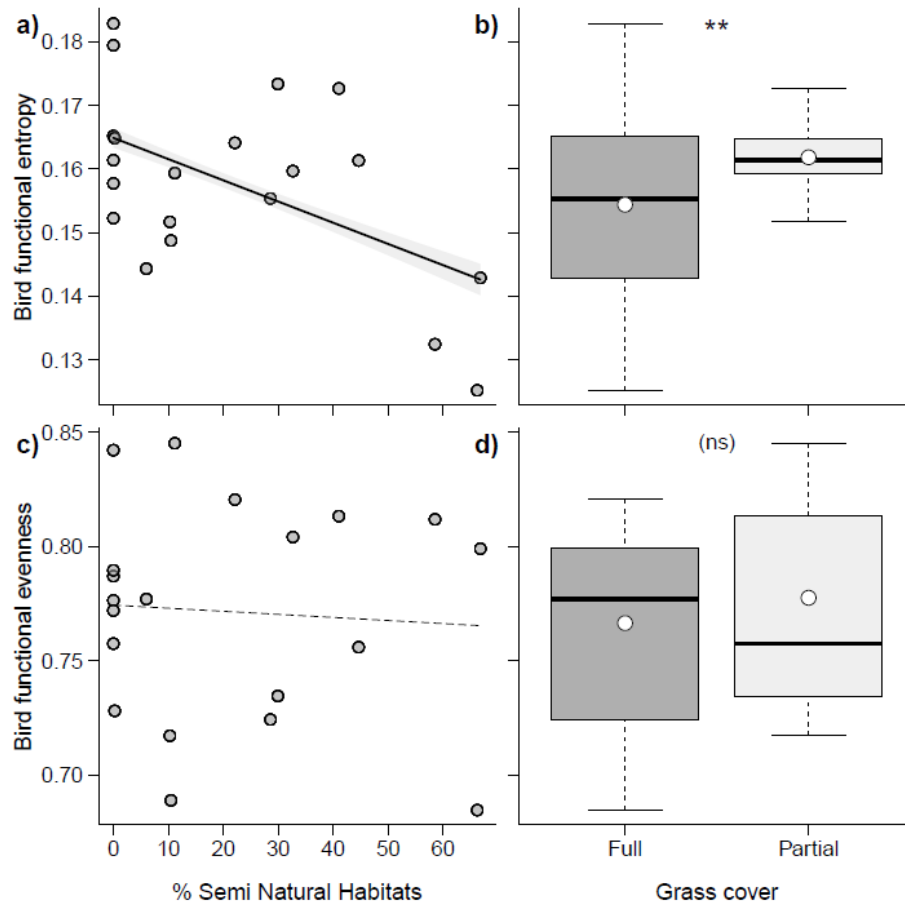 a)
b)
**
0.18
0.17
0.16
0.15
0.14
0.13
Bird functional entropy
c)
d)
(ns)
0.85
0.80
0.75
0.70
Bird functional evenness
0 10 20 30 40 50 60
Full Partial
% Semi Natural Habitats
Grass cover